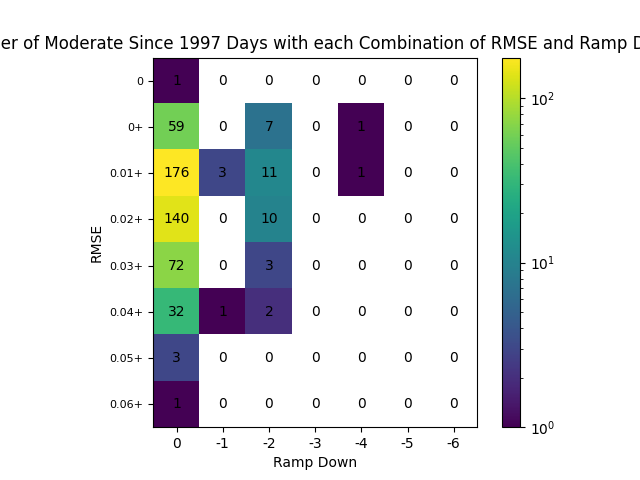 er of Moderate Since 1997 Days with each Combination of RMSE and Ramp D
0 1 0 0 0 0 0 0
0+ 59 0 7 0 1 0 0
0.01+ 176 3 11 0 1 0 0
0.02+ 140 0 10 0 0 0 0
0.03+ 72 0 3 0 0 0 0
0.04+ 32 1 2 0 0 0 0
0.05+ 3 0 0 0 0 0 0
0.06+ 1 0 0 0 0 0 0
0 -1 -2 -3 -4 -5 -6
Ramp Down
RMSE
10²
10¹
10⁰